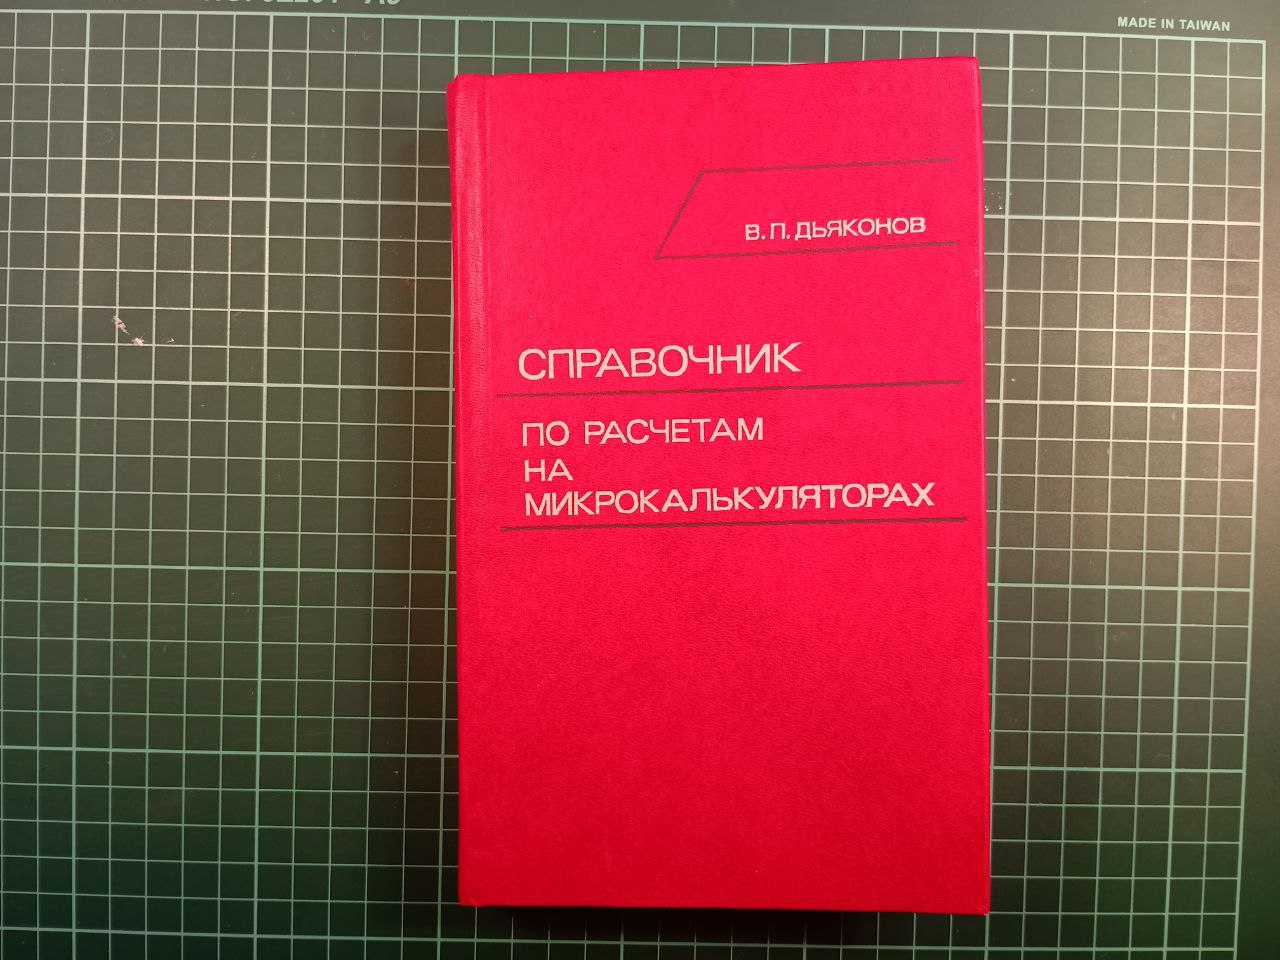 MADE IN TAIWAN
В. П. ДЬЯКОНОВ
СПРАВОЧНИК
ПО РАСЧЕТАМ
НА
МИКРОКАЛЬКУЛЯТОРАХ